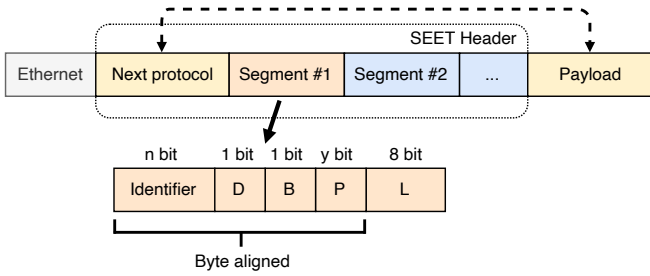 SEET Header
Ethernet Next protocol Segment #1 Segment #2 ... Payload
n bit 1 bit 1 bit y bit 8 bit
Identifier D B P L
Byte aligned